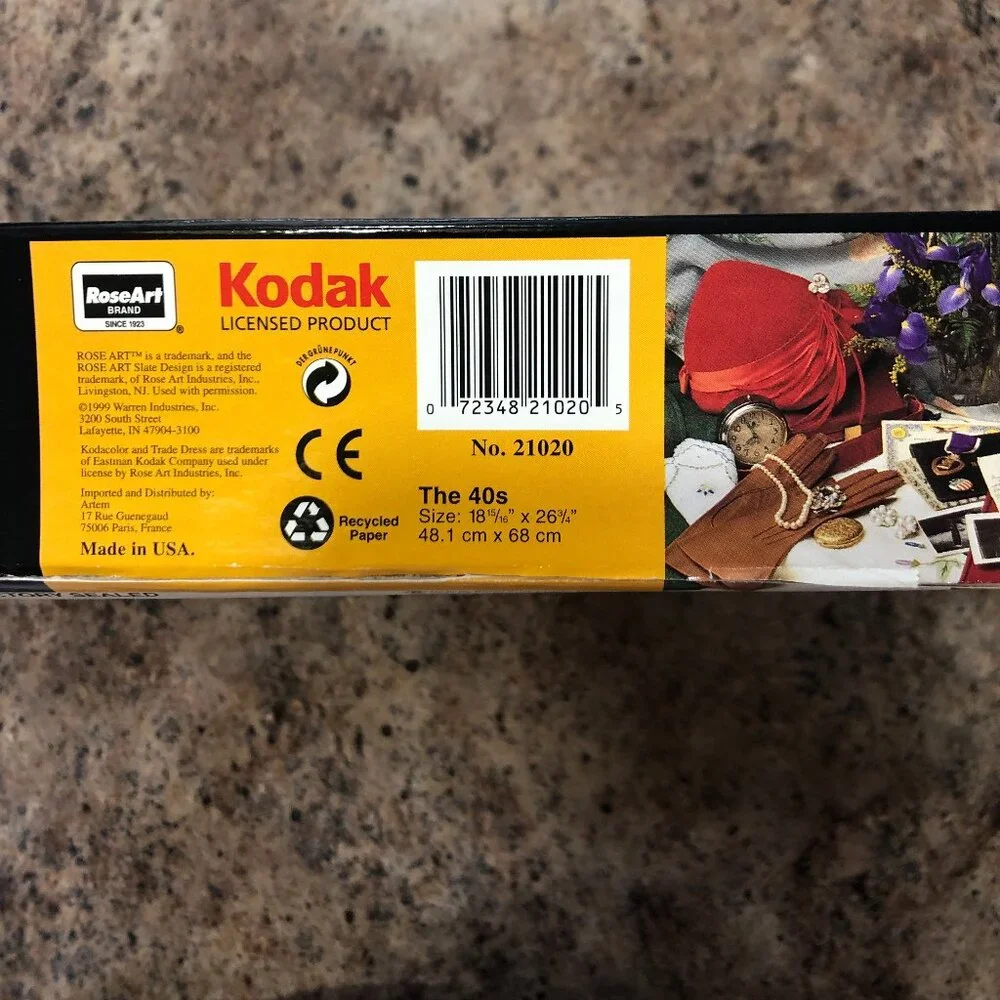 RoseArt
BRAND
SINCE 1923
®
Kodak
LICENSED PRODUCT
ROSE ART™ is a trademark, and the
ROSE ART Slate Design is a registered
trademark, of Rose Art Industries, Inc.,
Livingston, NJ. Used with permission.
©1999 Warren Industries, Inc.
3200 South Street
Lafayette, IN 47904-3100
Kodacolor and Trade Dress are trademarks
of Eastman Kodak Company used under
license by Rose Art Industries, Inc.
Imported and Distributed by:
Artem
17 Rue Guenegaud
75006 Paris, France
Made in USA.
DER GRÜNE PUNKT
CE
Recycled
Paper
0 72348 21020 5
No. 21020
The 40s
Size: 18 15/16" x 26 3/4"
48.1 cm x 68 cm
SEALED